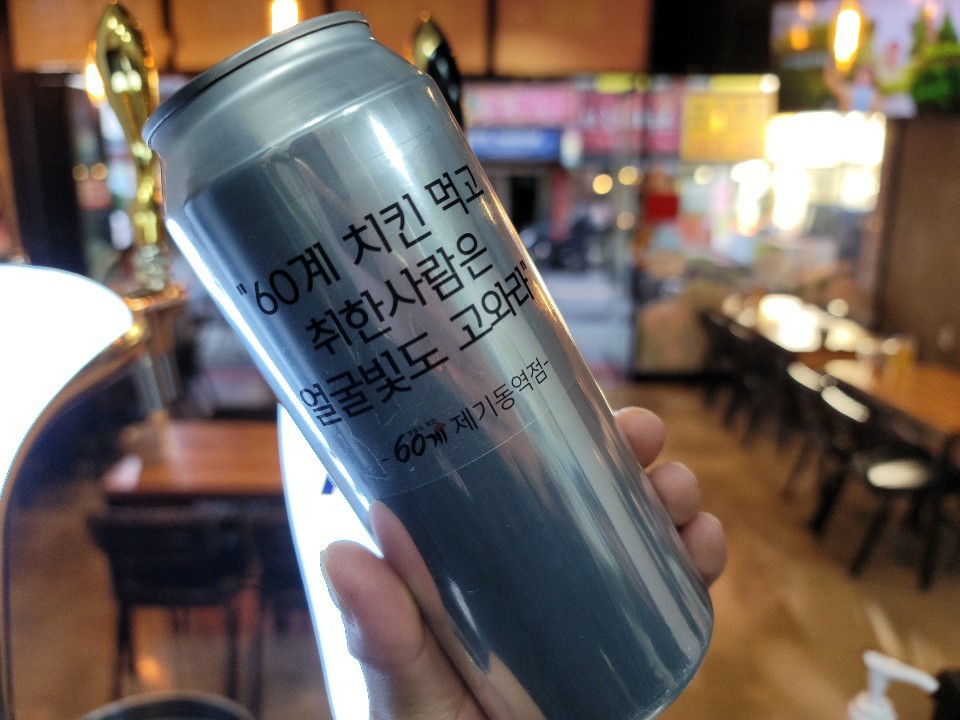 "60계 치킨 먹고
취한사람은
얼굴빛도 고와라"
-60계 제기동역점-